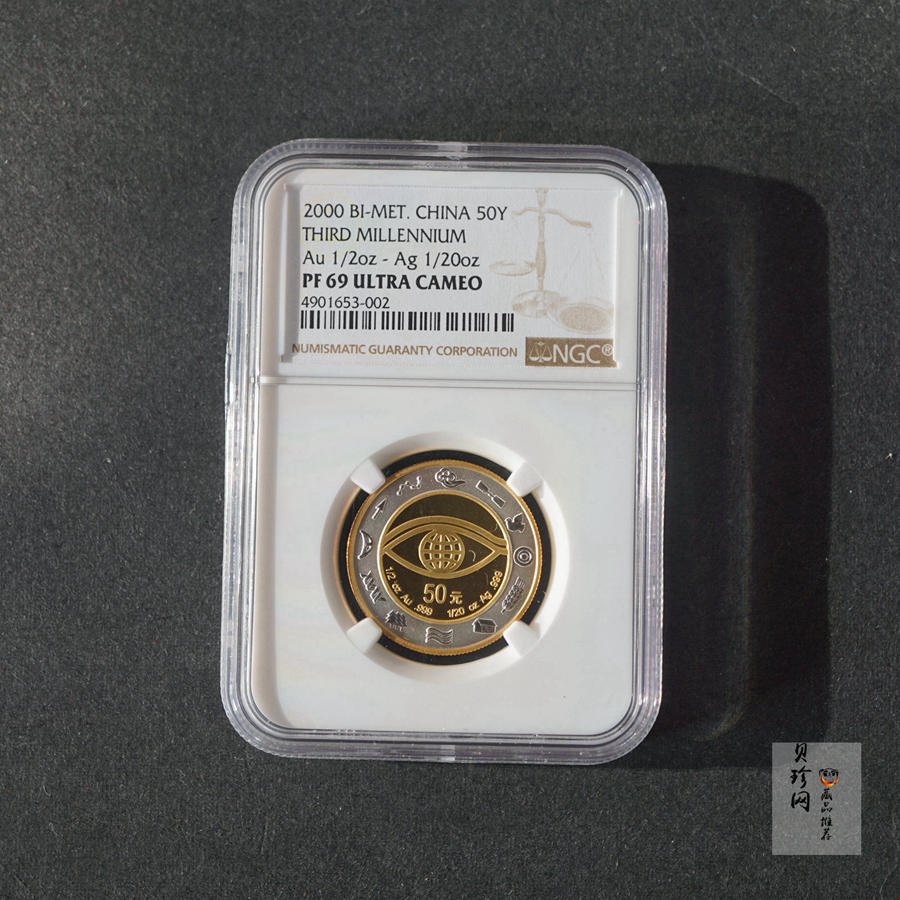 2000 BI-MET. CHINA 50Y
THIRD MILLENNIUM
Au 1/2oz - Ag 1/20oz
PF 69 ULTRA CAMEO
4901653-002
NUMISMATIC GUARANTY CORPORATION
NGC®
50元
1/2 oz Au .999
1/20 oz Ag .999
贝珍网
藏品推荐